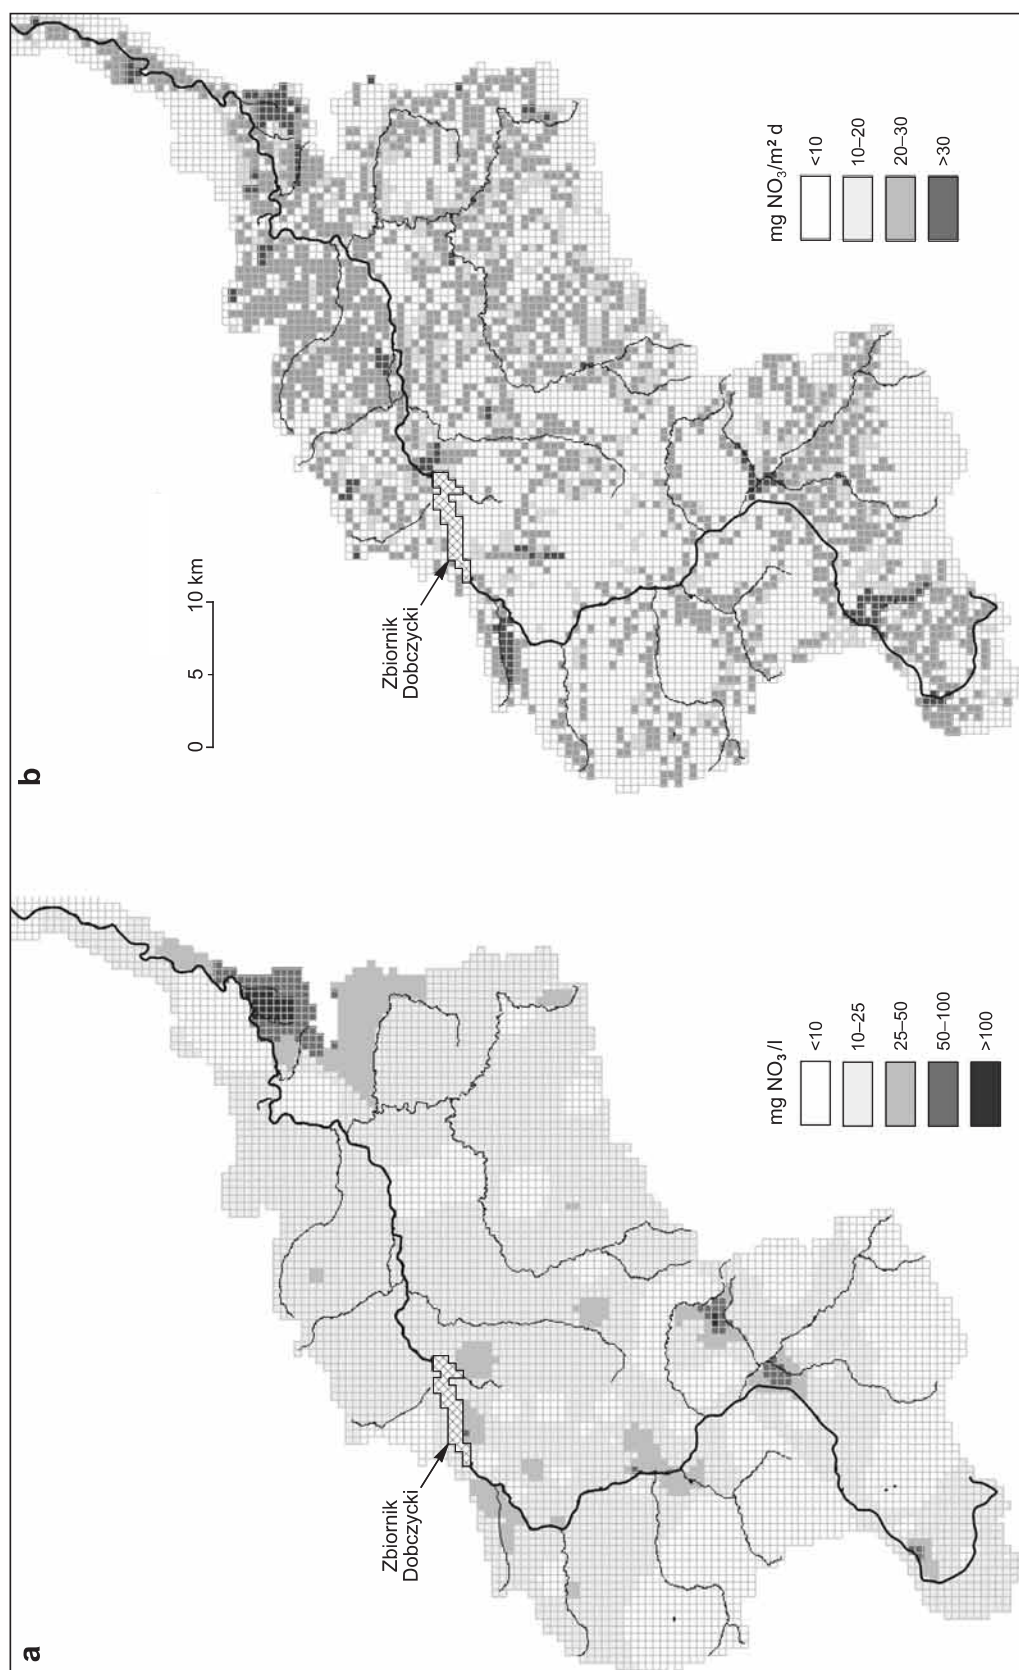 a
Zbiornik
Dobczycki
mg NO₃/l
<10
10–25
25–50
50–100
>100
b
0 5 10 km
Zbiornik
Dobczycki
mg NO₃/m² d
<10
10–20
20–30
>30